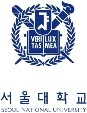 VERI
LUX
TAS
MEA
서울대학교
SEOUL NATIONAL UNIVERSITY